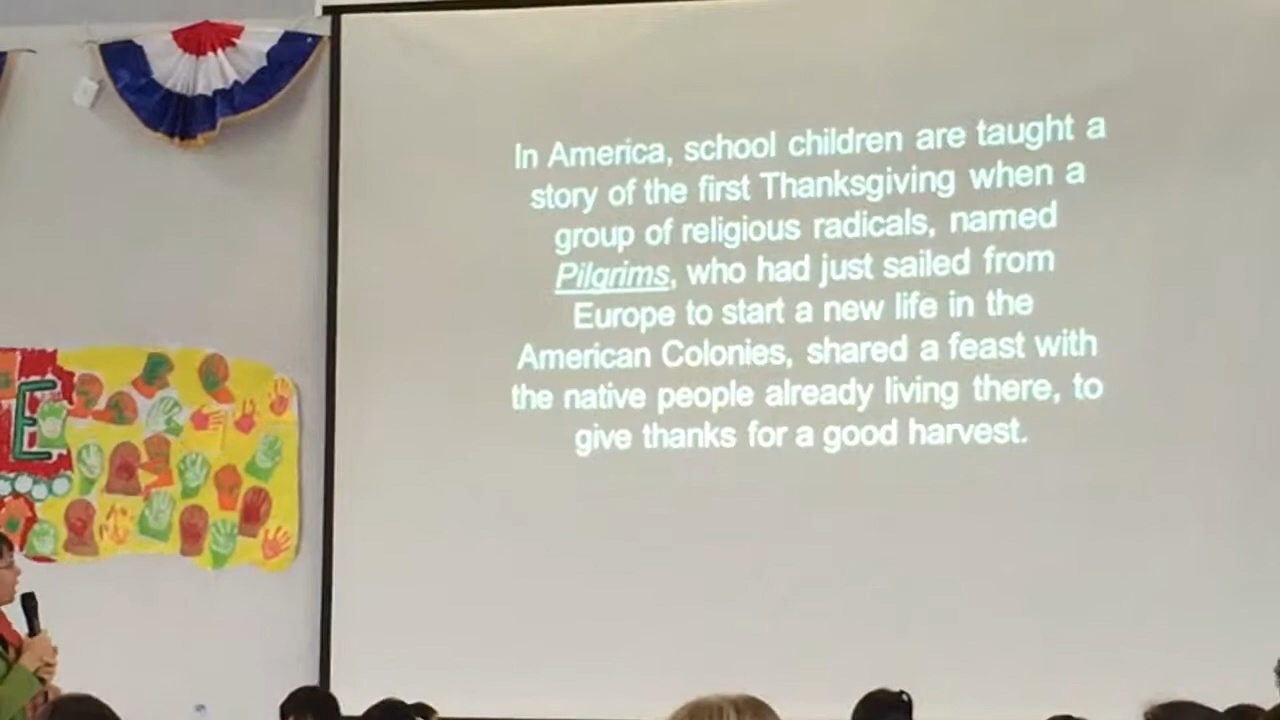 In America, school children are taught a
story of the first Thanksgiving when a
group of religious radicals, named
Pilgrims, who had just sailed from
Europe to start a new life in the
American Colonies, shared a feast with
the native people already living there, to
give thanks for a good harvest.
E